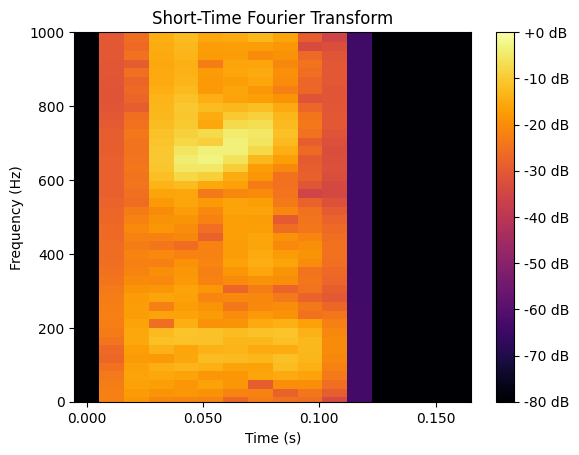 Short-Time Fourier Transform
1000
800
600
400
200
0
Frequency (Hz)
0.000
0.050
0.100
0.150
Time (s)
+0 dB
-10 dB
-20 dB
-30 dB
-40 dB
-50 dB
-60 dB
-70 dB
-80 dB